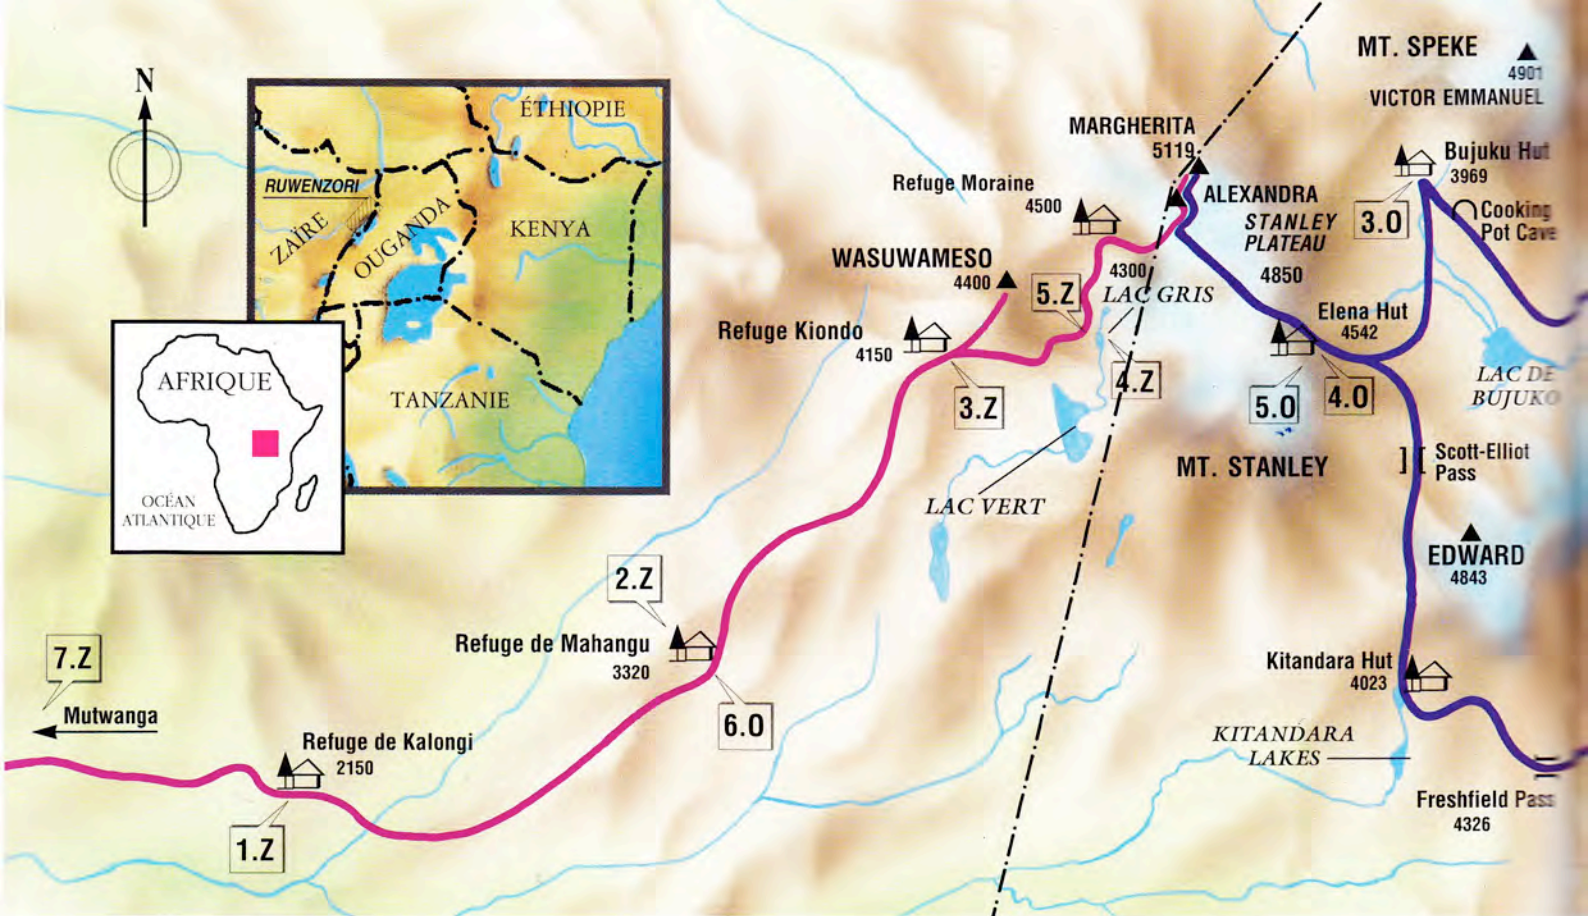 N
ÉTHIOPIE
RUWENZORI
ZAÏRE
OUGANDA
KENYA
TANZANIE
AFRIQUE
OCÉAN
ATLANTIQUE
MT. SPEKE
4901
VICTOR EMMANUEL
MARGHERITA
5119
ALEXANDRA
STANLEY
PLATEAU
4850
Bujuku Hut
3969
3.O
Cooking
Pot Cave
Refuge Moraine
4500
WASUWAMESO
4400
5.Z
4300
LAC GRIS
Refuge Kiondo
4150
3.Z
4.Z
Elena Hut
4542
5.O
4.O
LAC DE
BUJUKO
MT. STANLEY
Scott-Elliot
Pass
LAC VERT
EDWARD
4843
2.Z
Refuge de Mahangu
3320
6.O
7.Z
Mutwanga
Refuge de Kalongi
2150
1.Z
Kitandara Hut
4023
KITANDARA
LAKES
Freshfield Pass
4326